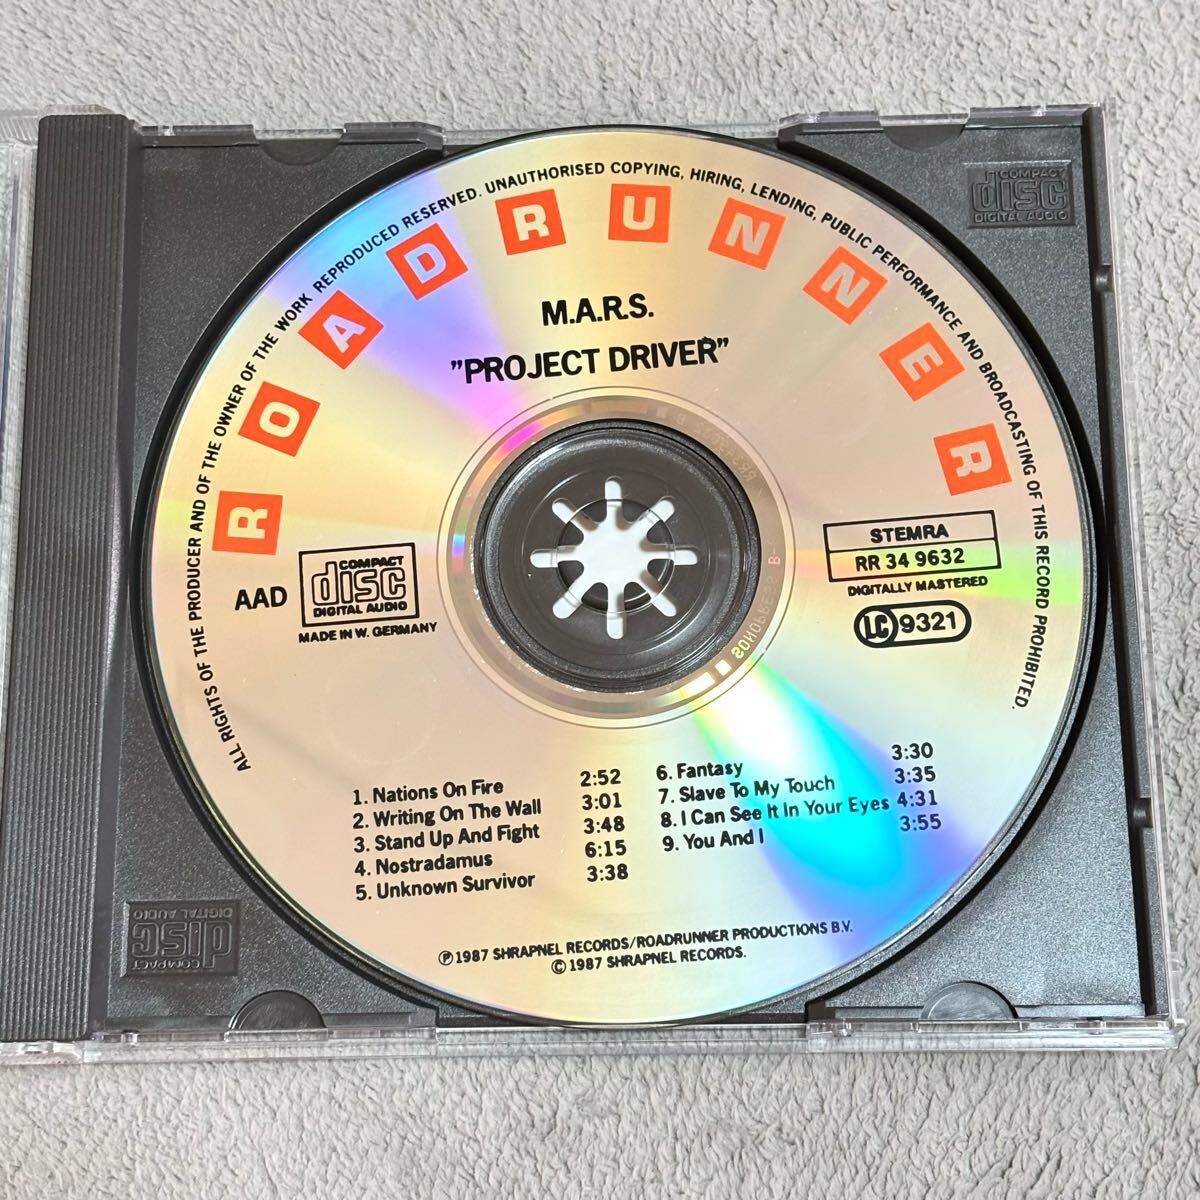 ALL RIGHTS OF THE PRODUCER AND OF THE OWNER OF THE WORK REPRODUCED RESERVED. UNAUTHORISED COPYING, HIRING, LENDING, PUBLIC PERFORMANCE AND BROADCASTING OF THIS RECORD PROHIBITED.
ROADRUNNER
M.A.R.S.
"PROJECT DRIVER"
COMPACT
disc
DIGITAL AUDIO
AAD
COMPACT
disc
DIGITAL AUDIO
MADE IN W. GERMANY
STEMRA
RR 34 9632
DIGITALLY MASTERED
LC 9321
SONOPRESS
1. Nations On Fire 2:52
2. Writing On The Wall 3:01
3. Stand Up And Fight 3:48
4. Nostradamus 6:15
5. Unknown Survivor 3:38
6. Fantasy 3:30
7. Slave To My Touch 3:35
8. I Can See It In Your Eyes 4:31
9. You And I 3:55
℗ 1987 SHRAPNEL RECORDS/ROADRUNNER PRODUCTIONS B.V.
© 1987 SHRAPNEL RECORDS.
COMPACT
disc
DIGITAL AUDIO